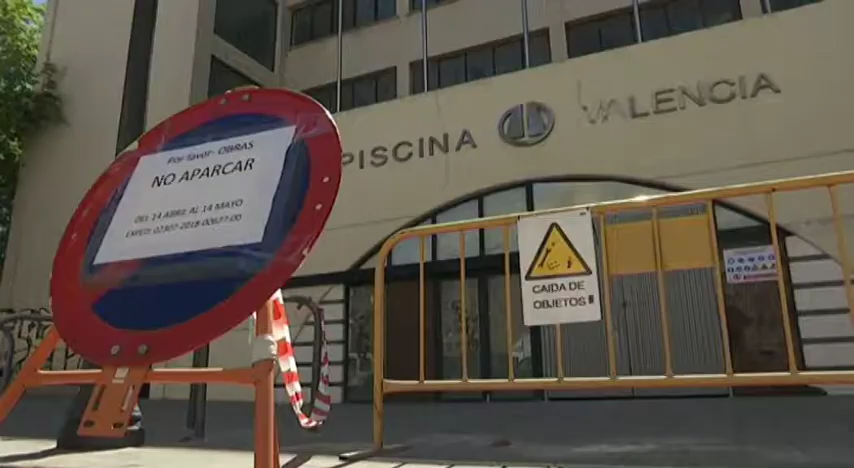 PISCINA VALENCIA
Por favor- OBRAS
NO APARCAR
DEL 14 ABRIL AL 14 MAYO
CAIDA DE
OBJETOS